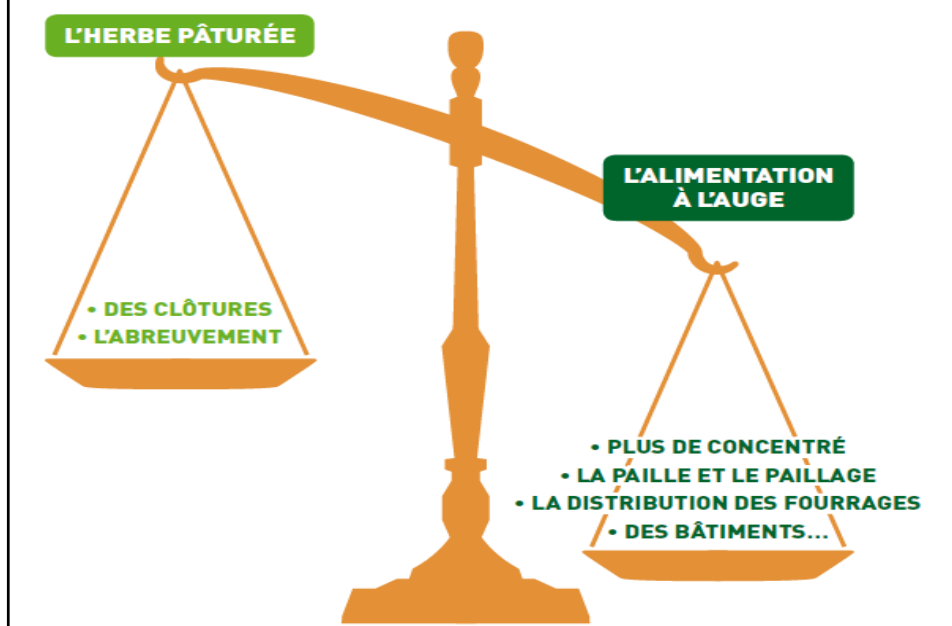 L'HERBE PÂTURÉE
L'ALIMENTATION
À L'AUGE
• DES CLÔTURES
• L'ABREUVEMENT
• PLUS DE CONCENTRÉ
• LA PAILLE ET LE PAILLAGE
• LA DISTRIBUTION DES FOURRAGES
• DES BÂTIMENTS...